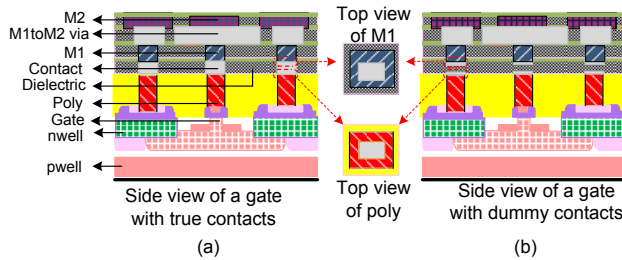 M2
M1toM2 via
M1
Contact
Dielectric
Poly
Gate
nwell
pwell
Side view of a gate
with true contacts
(a)
Top view
of M1
Top view
of poly
Side view of a gate
with dummy contacts
(b)